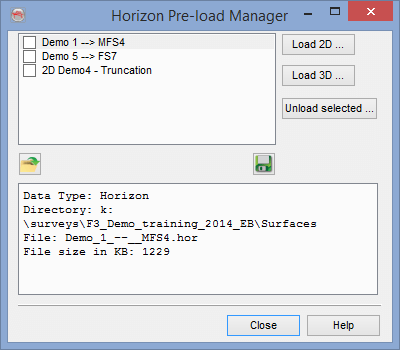 Horizon Pre-load Manager
Demo 1 --> MFS4
Demo 5 --> FS7
2D Demo4 - Truncation
Load 2D ...
Load 3D ...
Unload selected ...
Data Type: Horizon
Directory: k:
\surveys\F3_Demo_training_2014_EB\Surfaces
File: Demo_1_--__MFS4.hor
File size in KB: 1229
Close
Help